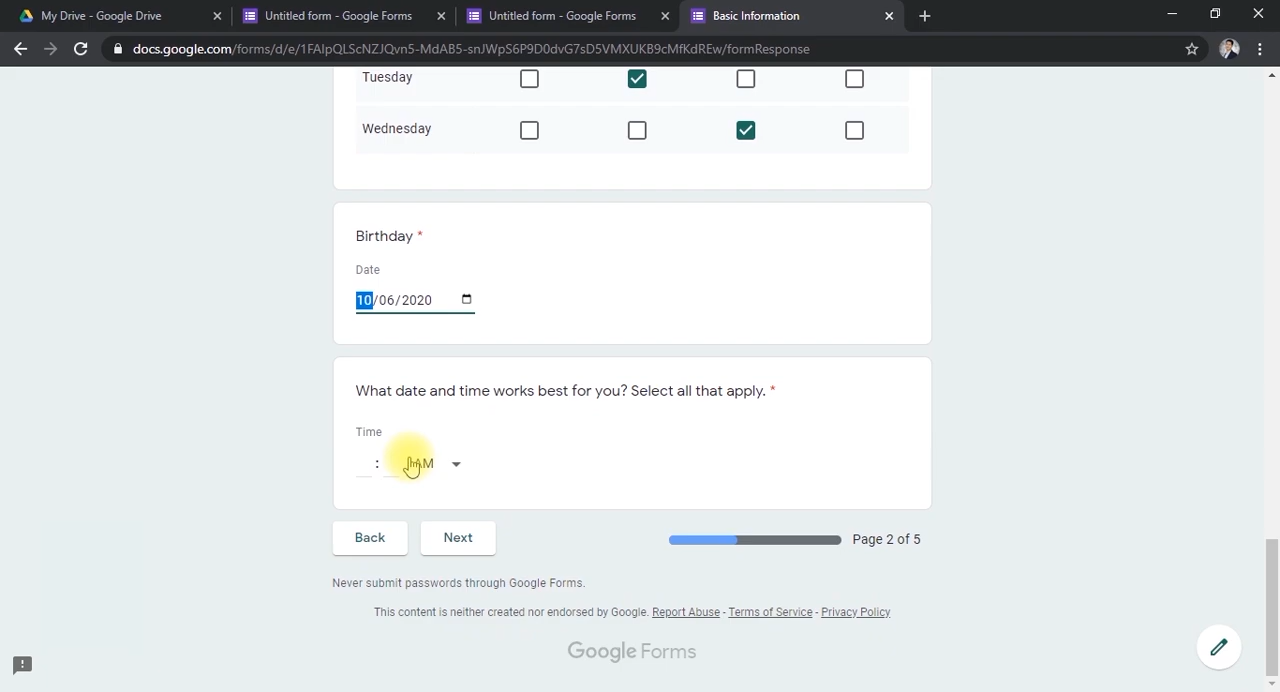 My Drive - Google Drive
Untitled form - Google Forms
Untitled form - Google Forms
Basic Information
docs.google.com/forms/d/e/1FAIpQLScNZJQvn5-MdAB5-snJWpS6P9D0dvG7sD5VMXUKB9cMfKdREw/formResponse
Tuesday
Wednesday
Birthday *
Date
10/06/2020
What date and time works best for you? Select all that apply. *
Time
: AM
Back
Next
Page 2 of 5
Never submit passwords through Google Forms.
This content is neither created nor endorsed by Google. Report Abuse - Terms of Service - Privacy Policy
Google Forms